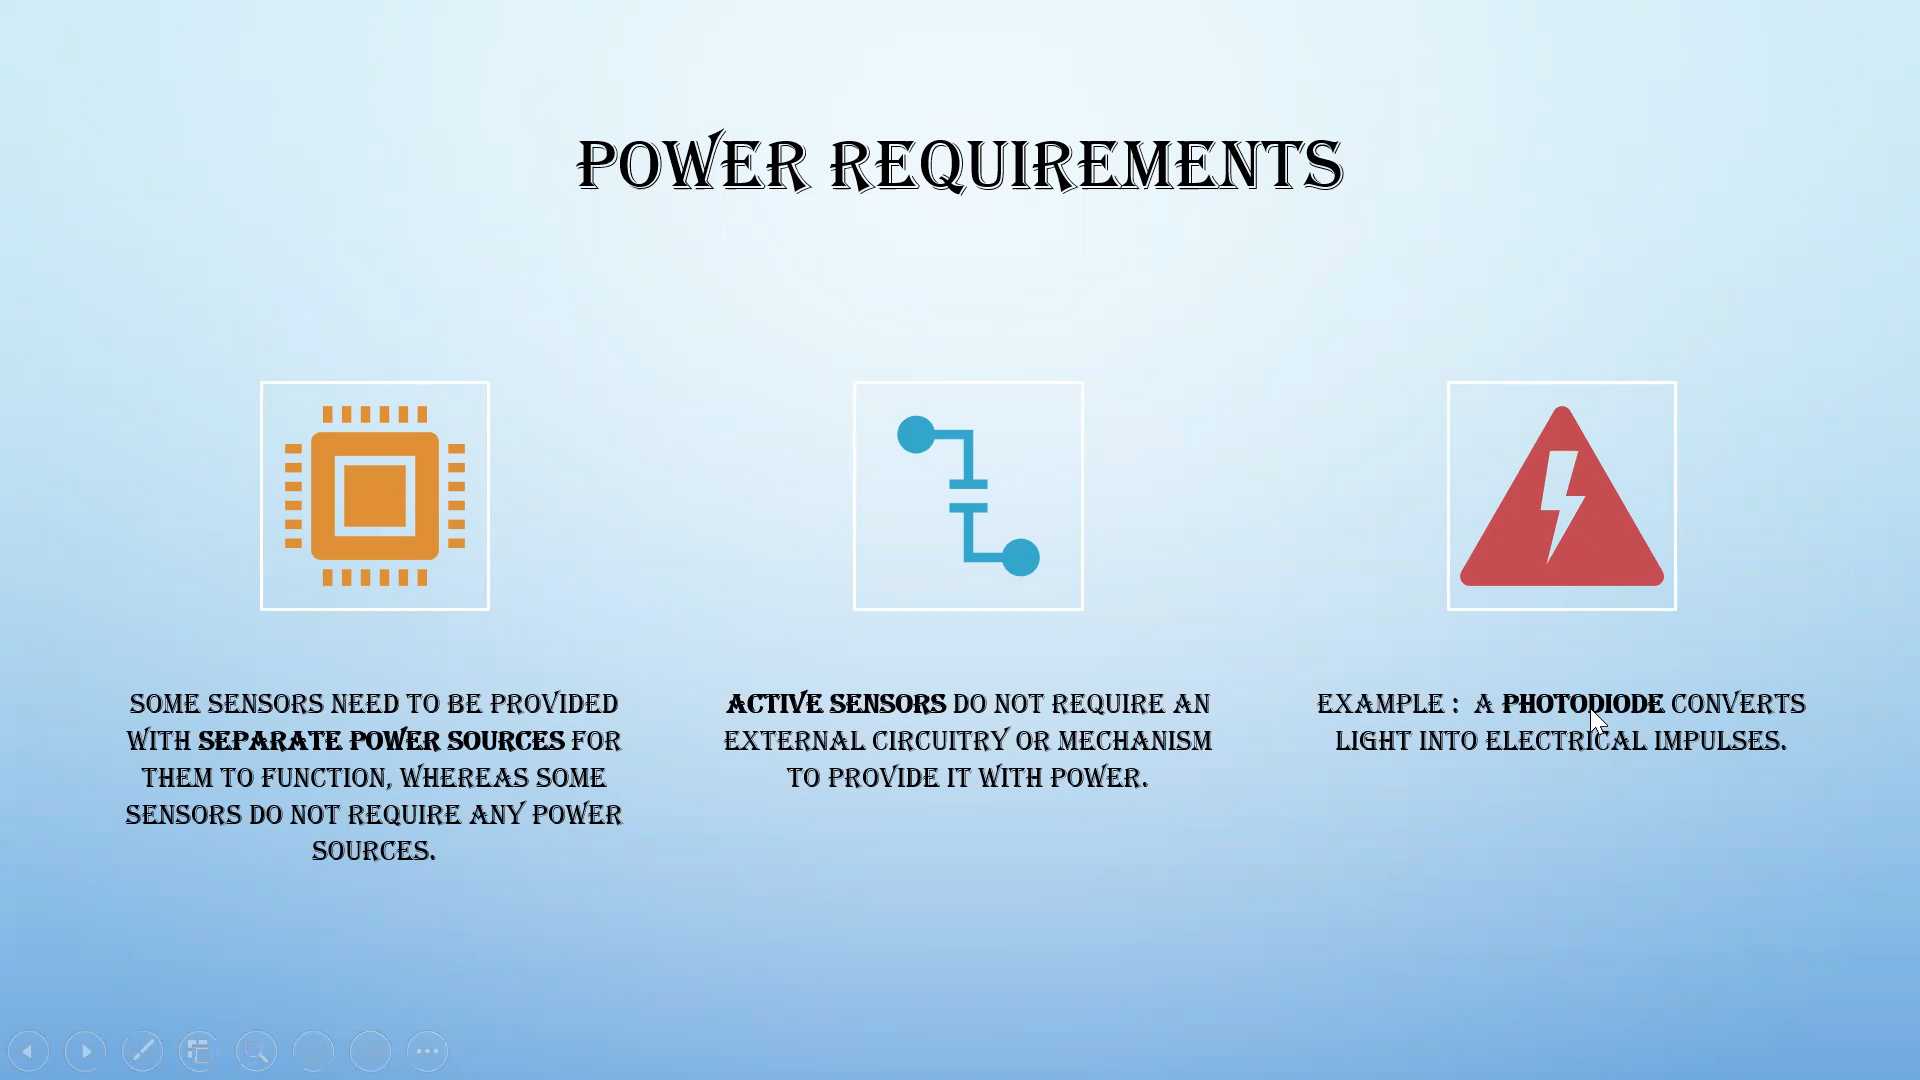 POWER REQUIREMENTS
SOME SENSORS NEED TO BE PROVIDED
WITH SEPARATE POWER SOURCES FOR
THEM TO FUNCTION, WHEREAS SOME
SENSORS DO NOT REQUIRE ANY POWER
SOURCES.
ACTIVE SENSORS DO NOT REQUIRE AN
EXTERNAL CIRCUITRY OR MECHANISM
TO PROVIDE IT WITH POWER.
EXAMPLE : A PHOTODIODE CONVERTS
LIGHT INTO ELECTRICAL IMPULSES.